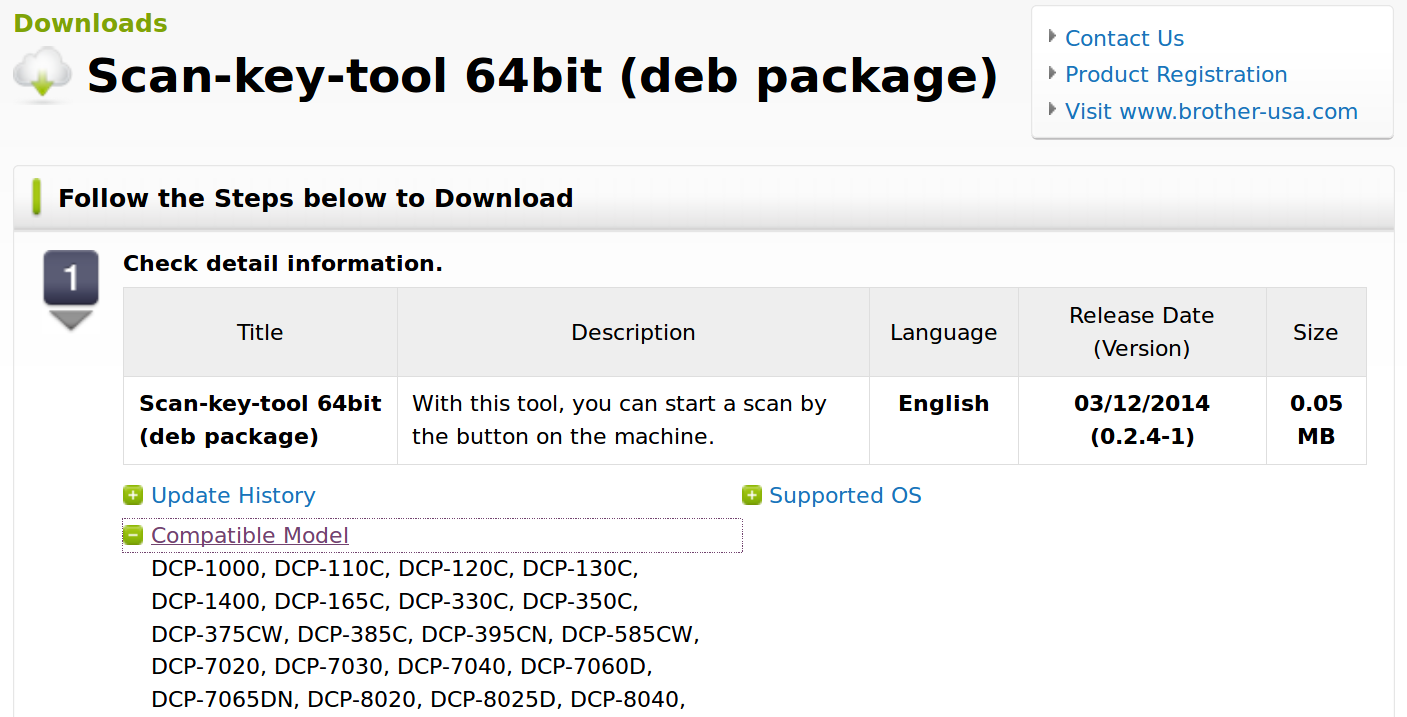 Downloads
Scan-key-tool 64bit (deb package)
Contact Us
Product Registration
Visit www.brother-usa.com
Follow the Steps below to Download
1
Check detail information.
Title
Description
Language
Release Date
(Version)
Size
Scan-key-tool 64bit
(deb package)
With this tool, you can start a scan by
the button on the machine.
English
03/12/2014
(0.2.4-1)
0.05
MB
Update History
Supported OS
Compatible Model
DCP-1000, DCP-110C, DCP-120C, DCP-130C,
DCP-1400, DCP-165C, DCP-330C, DCP-350C,
DCP-375CW, DCP-385C, DCP-395CN, DCP-585CW,
DCP-7020, DCP-7030, DCP-7040, DCP-7060D,
DCP-7065DN, DCP-8020, DCP-8025D, DCP-8040,